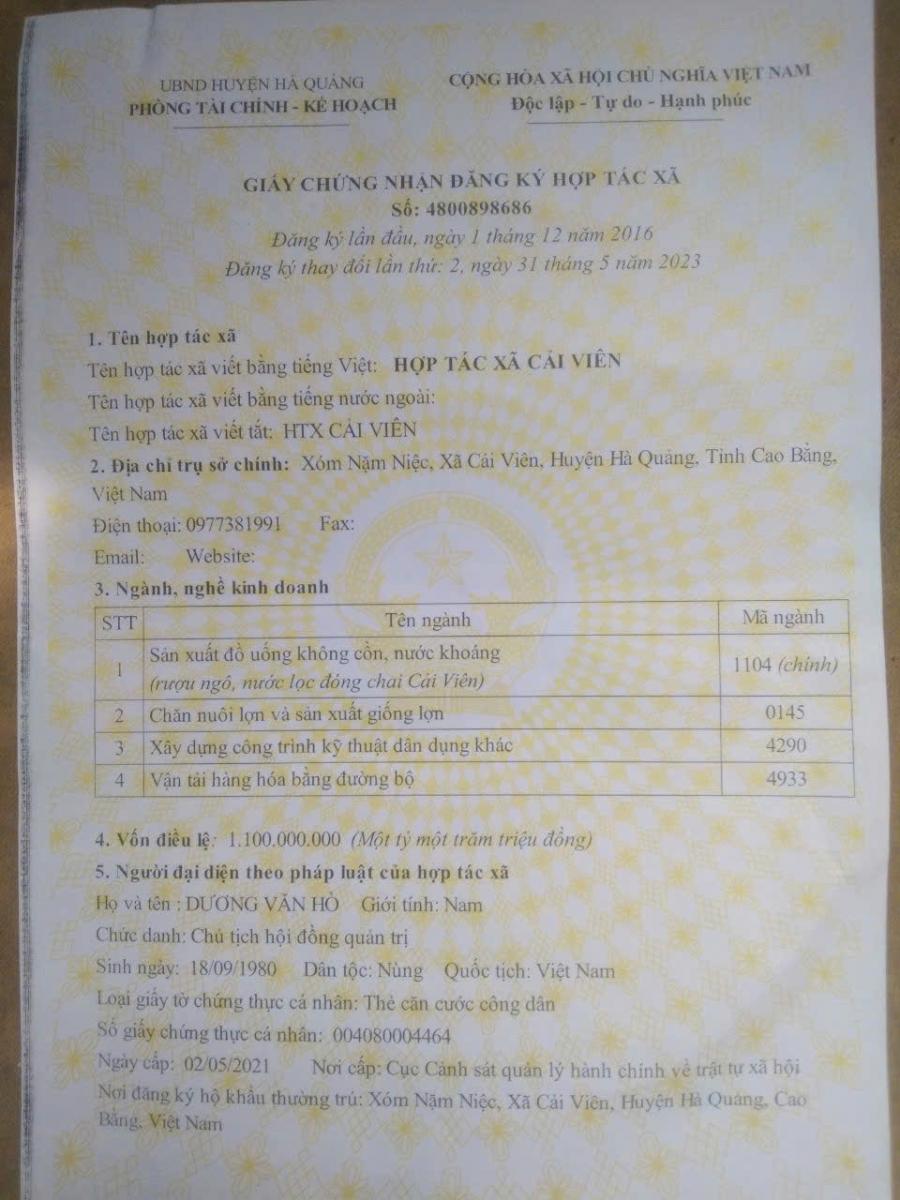 UBND HUYỆN HÀ QUẢNG
PHÒNG TÀI CHÍNH - KẾ HOẠCH
CỘNG HÒA XÃ HỘI CHỦ NGHĨA VIỆT NAM
Độc lập - Tự do - Hạnh phúc
GIẤY CHỨNG NHẬN ĐĂNG KÝ HỢP TÁC XÃ
Số: 4800898686
Đăng ký lần đầu, ngày 1 tháng 12 năm 2016
Đăng ký thay đổi lần thứ: 2, ngày 31 tháng 5 năm 2023
1. Tên hợp tác xã
Tên hợp tác xã viết bằng tiếng Việt: HỢP TÁC XÃ CẢI VIÊN
Tên hợp tác xã viết bằng tiếng nước ngoài:
Tên hợp tác xã viết tắt: HTX CẢI VIÊN
2. Địa chỉ trụ sở chính: Xóm Nặm Niệc, Xã Cải Viên, Huyện Hà Quảng, Tỉnh Cao Bằng,
Việt Nam
Điện thoại: 0977381991 Fax:
Email: Website:
3. Ngành, nghề kinh doanh
STT Tên ngành Mã ngành
1 Sản xuất đồ uống không cồn, nước khoáng 1104 (chính)
(rượu ngô, nước lọc đóng chai Cải Viên)
2 Chăn nuôi lợn và sản xuất giống lợn 0145
3 Xây dựng công trình kỹ thuật dân dụng khác 4290
4 Vận tải hàng hóa bằng đường bộ 4933
4. Vốn điều lệ: 1.100.000.000 (Một tỷ một trăm triệu đồng)
5. Người đại diện theo pháp luật của hợp tác xã
Họ và tên : DƯƠNG VĂN HÒ Giới tính: Nam
Chức danh: Chủ tịch hội đồng quản trị
Sinh ngày: 18/09/1980 Dân tộc: Nùng Quốc tịch: Việt Nam
Loại giấy tờ chứng thực cá nhân: Thẻ căn cước công dân
Số giấy chứng thực cá nhân: 004080004464
Ngày cấp: 02/05/2021 Nơi cấp: Cục Cảnh sát quản lý hành chính về trật tự xã hội
Nơi đăng ký hộ khẩu thường trú: Xóm Nặm Niệc, Xã Cải Viên, Huyện Hà Quảng, Cao
Bằng, Việt Nam